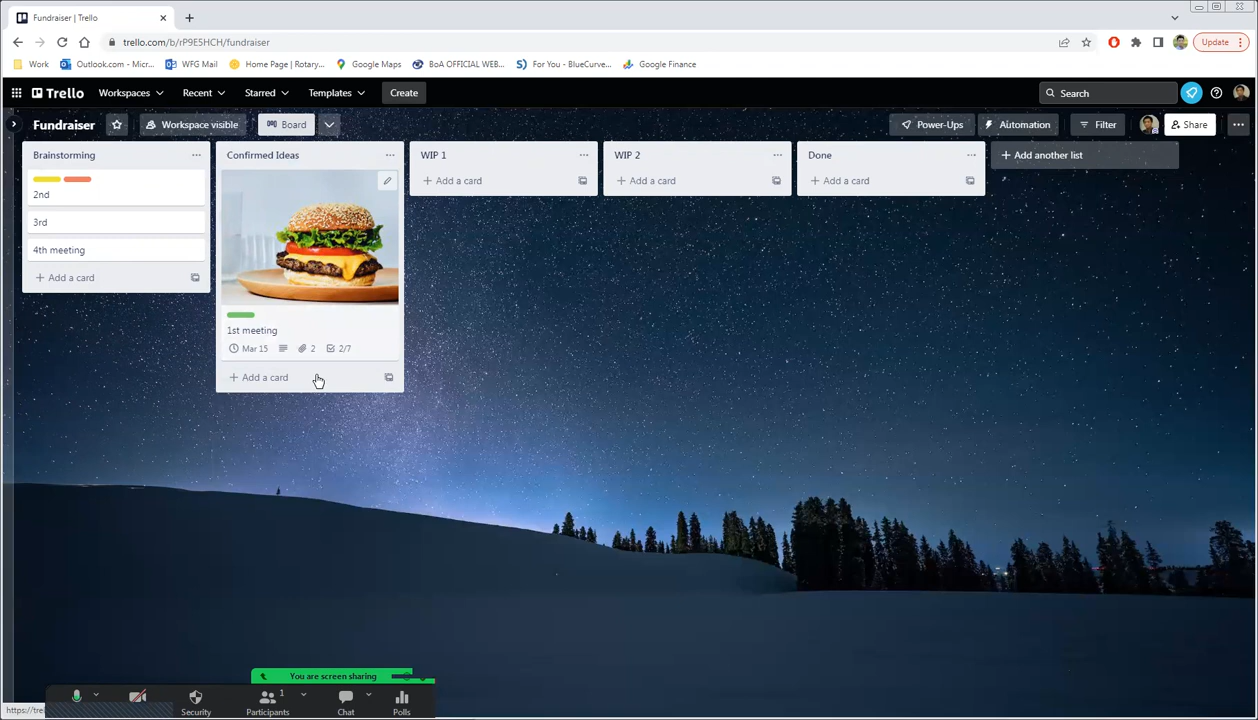 Fundraiser | Trello
trello.com/b/rP9E5HCH/fundraiser
Update
Work
Outlook.com - Micr...
WFG Mail
Home Page | Rotary...
Google Maps
BoA OFFICIAL WEB...
For You - BlueCurve...
Google Finance
Trello
Workspaces
Recent
Starred
Templates
Create
Search
Fundraiser
Workspace visible
Board
Power-Ups
Automation
Filter
Share
Brainstorming
2nd
3rd
4th meeting
+ Add a card
Confirmed Ideas
1st meeting
Mar 15
2
2/7
+ Add a card
WIP 1
+ Add a card
WIP 2
+ Add a card
Done
+ Add a card
+ Add another list
You are screen sharing
Security
Participants
1
Chat
Polls
https://trel